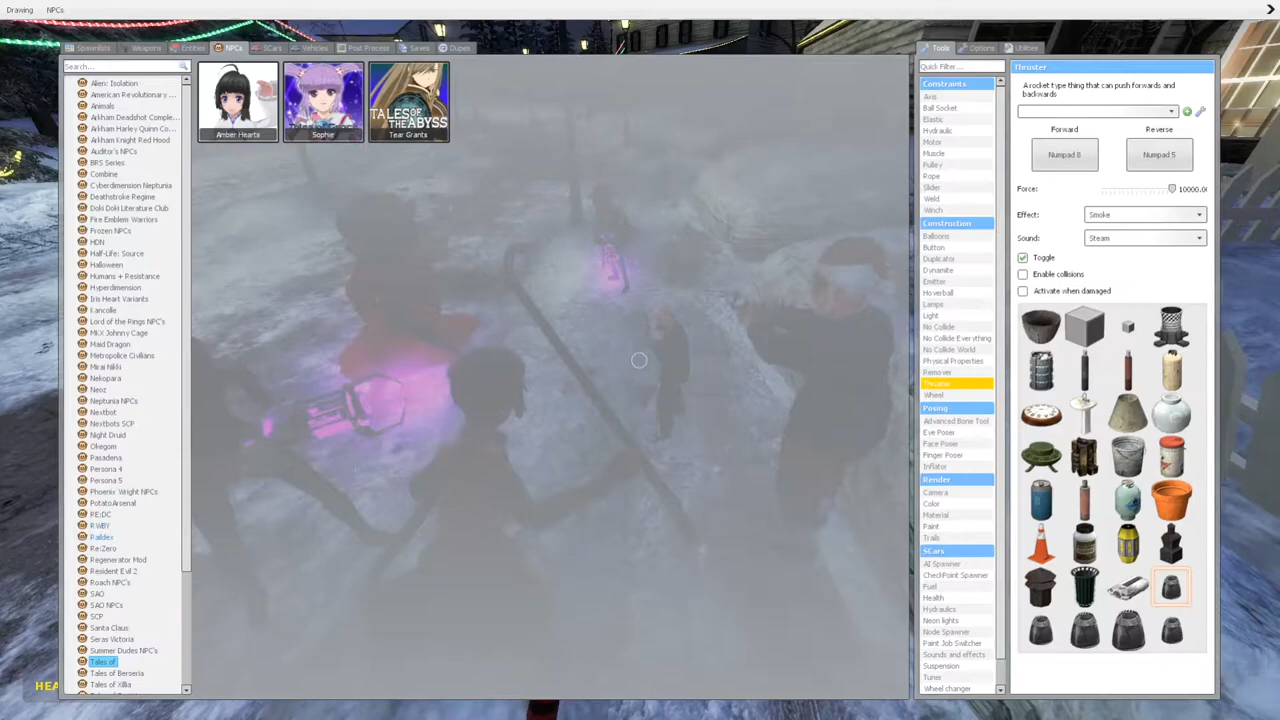 Drawing NPCs
Spawnlists Weapons Entities NPCs SCars Vehicles Post Process Saves Dupes
Search...
Alien: Isolation
American Revolutionary ...
Animals
Arkham Deadshot Comple...
Arkham Harley Quinn Co...
Arkham Knight Red Hood
Auditor's NPCs
BRS Series
Combine
Cyberdimension Neptunia
Deathstroke Regime
Doki Doki Literature Club
Fire Emblem Warriors
Frozen NPCs
HDN
Half-Life: Source
Halloween
Humans + Resistance
Hyperdimension
Iris Heart Variants
Kancolle
Lord of the Rings NPC's
MKX Johnny Cage
Maid Dragon
Metropolice Civilians
Mirai Nikki
Nekopara
Neoz
Neptunia NPCs
Nextbot
Nextbots SCP
Night Druid
Okegom
Pasadena
Persona 4
Persona 5
Phoenix Wright NPCs
PotatoArsenal
RE:DC
RWBY
Raildex
Re:Zero
Regenerator Mod
Resident Evil 2
Roach NPC's
SAO
SAO NPCs
SCP
Santa Claus
Seras Victoria
Summer Dudes NPC's
Tales of
Tales of Berseria
Tales of Xillia
Amber Hearts
Sophie
TALES OF
THE ABYSS
Tear Grants
HEA
Tools Options Utilities
Quick Filter...
Constraints
Axis
Ball Socket
Elastic
Hydraulic
Motor
Muscle
Pulley
Rope
Slider
Weld
Winch
Construction
Balloons
Button
Duplicator
Dynamite
Emitter
Hoverball
Lamps
Light
No Collide
No Collide Everything
No Collide World
Physical Properties
Remover
Thruster
Wheel
Posing
Advanced Bone Tool
Eye Poser
Face Poser
Finger Poser
Inflator
Render
Camera
Color
Material
Paint
Trails
SCars
AI Spawner
CheckPoint Spawner
Fuel
Health
Hydraulics
Neon lights
Node Spawner
Paint Job Switcher
Sounds and effects
Suspension
Tuner
Wheel changer
Thruster
A rocket type thing that can push forwards and
backwards
Forward Reverse
Numpad 8 Numpad 5
Force: 10000.0
Effect: Smoke
Sound: Steam
Toggle
Enable collisions
Activate when damaged